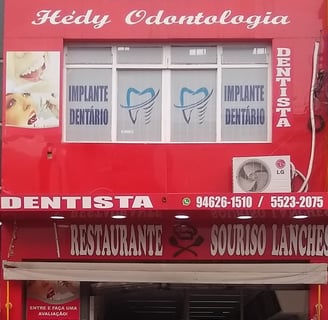 Hédy Odontologia
IMPLANTE
DENTÁRIO
IMPLANTE
DENTÁRIO
DENTISTA
LG
DENTISTA 94626-1510 / 5523-2075
RESTAURANTE SOURISO LANCHES
ENTRE E FAÇA UMA
AVALIAÇÃO!